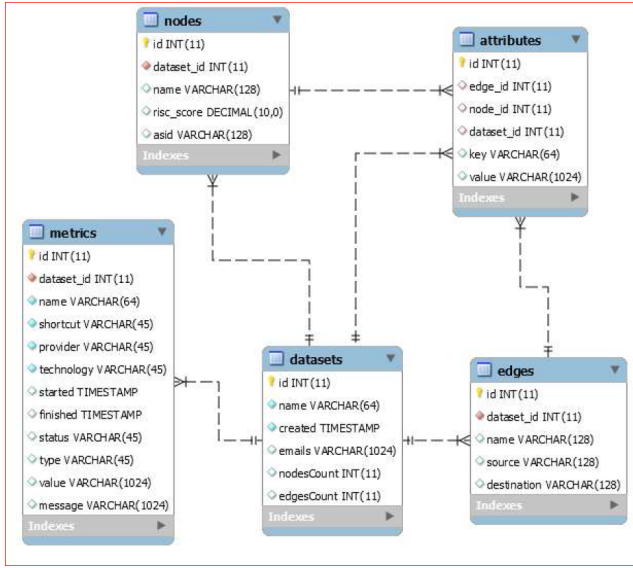 nodes
id INT(11)
dataset_id INT(11)
name VARCHAR(128)
risc_score DECIMAL(10,0)
asid VARCHAR(128)
Indexes
attributes
id INT(11)
edge_id INT(11)
node_id INT(11)
dataset_id INT(11)
key VARCHAR(64)
value VARCHAR(1024)
Indexes
metrics
id INT(11)
dataset_id INT(11)
name VARCHAR(64)
shortcut VARCHAR(45)
provider VARCHAR(45)
technology VARCHAR(45)
started TIMESTAMP
finished TIMESTAMP
status VARCHAR(45)
type VARCHAR(45)
value VARCHAR(1024)
message VARCHAR(1024)
Indexes
datasets
id INT(11)
name VARCHAR(64)
created TIMESTAMP
emails VARCHAR(1024)
nodesCount INT(11)
edgesCount INT(11)
Indexes
edges
id INT(11)
dataset_id INT(11)
name VARCHAR(128)
source VARCHAR(128)
destination VARCHAR(128)
Indexes